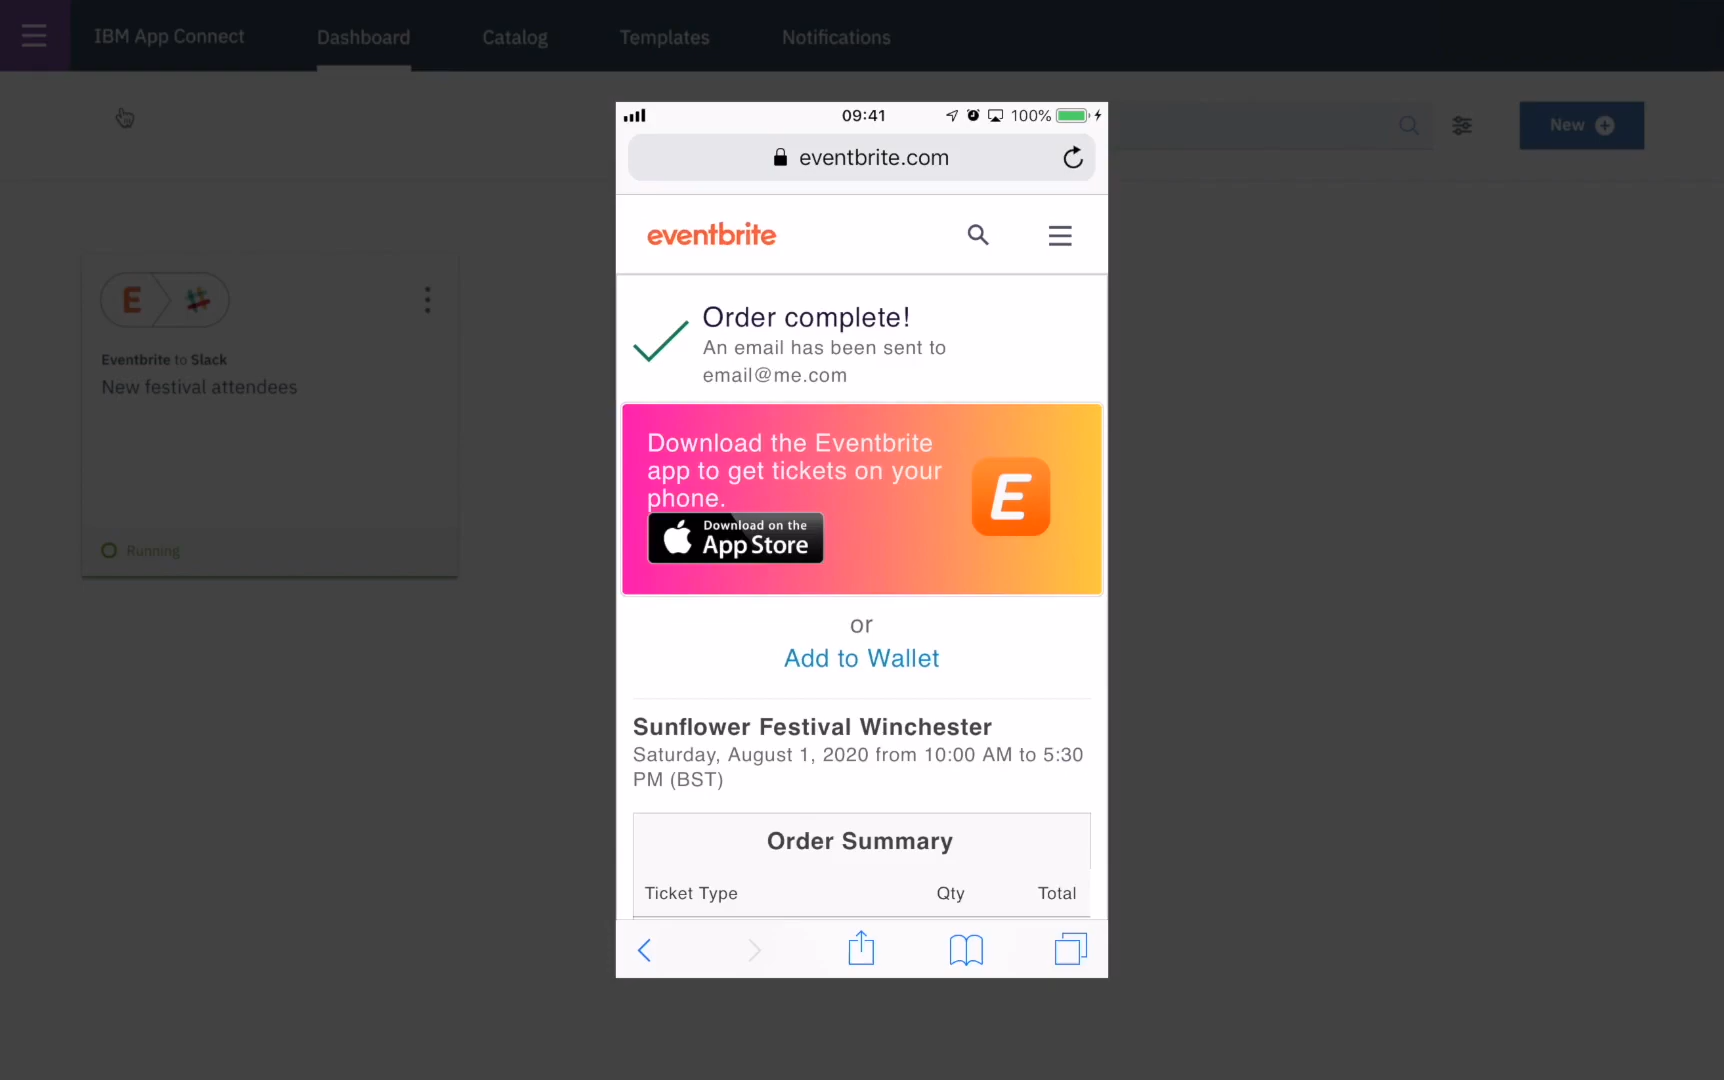 IBM App Connect
Dashboard
Catalog
Templates
Notifications
New
E
Eventbrite to Slack
New festival attendees
Running
09:41
100%
eventbrite.com
eventbrite
Order complete!
An email has been sent to
email@me.com
Download the Eventbrite
app to get tickets on your
phone.
E
Download on the
App Store
or
Add to Wallet
Sunflower Festival Winchester
Saturday, August 1, 2020 from 10:00 AM to 5:30
PM (BST)
Order Summary
Ticket Type Qty Total